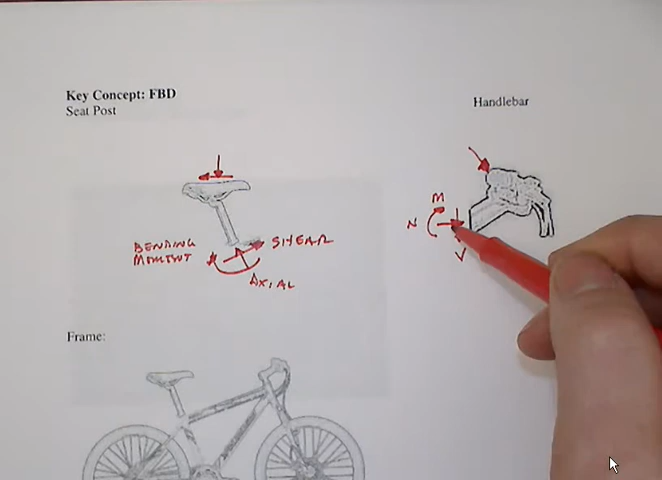 Key Concept: FBD
Seat Post
Handlebar
M
N
V
BENDING
MOMENT
SHEAR
AXIAL
Frame: